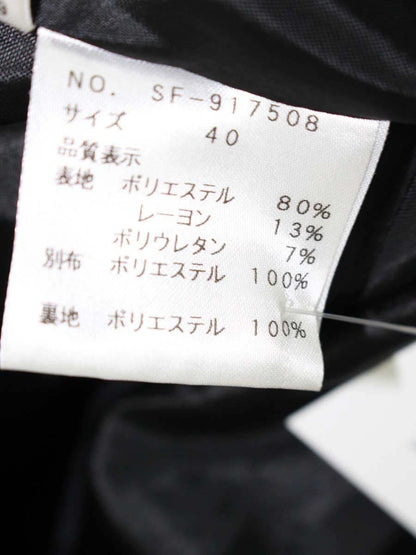 NO. SF-917508
サイズ 40
品質表示
表地 ポリエステル 80%
レーヨン 13%
ポリウレタン 7%
別布 ポリエステル 100%
裏地 ポリエステル 100%